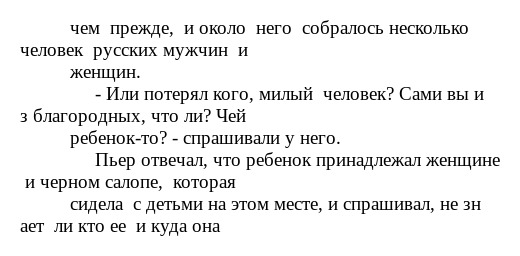 чем  прежде,  и около  него  собралось несколько
человек  русских мужчин  и
женщин.
- Или потерял кого, милый  человек? Сами вы и
з благородных, что ли? Чей
ребенок-то? - спрашивали у него.
Пьер отвечал, что ребенок принадлежал женщине
и черном салопе,  которая
сидела  с детьми на этом месте, и спрашивал, не зн
ает  ли кто ее  и куда она